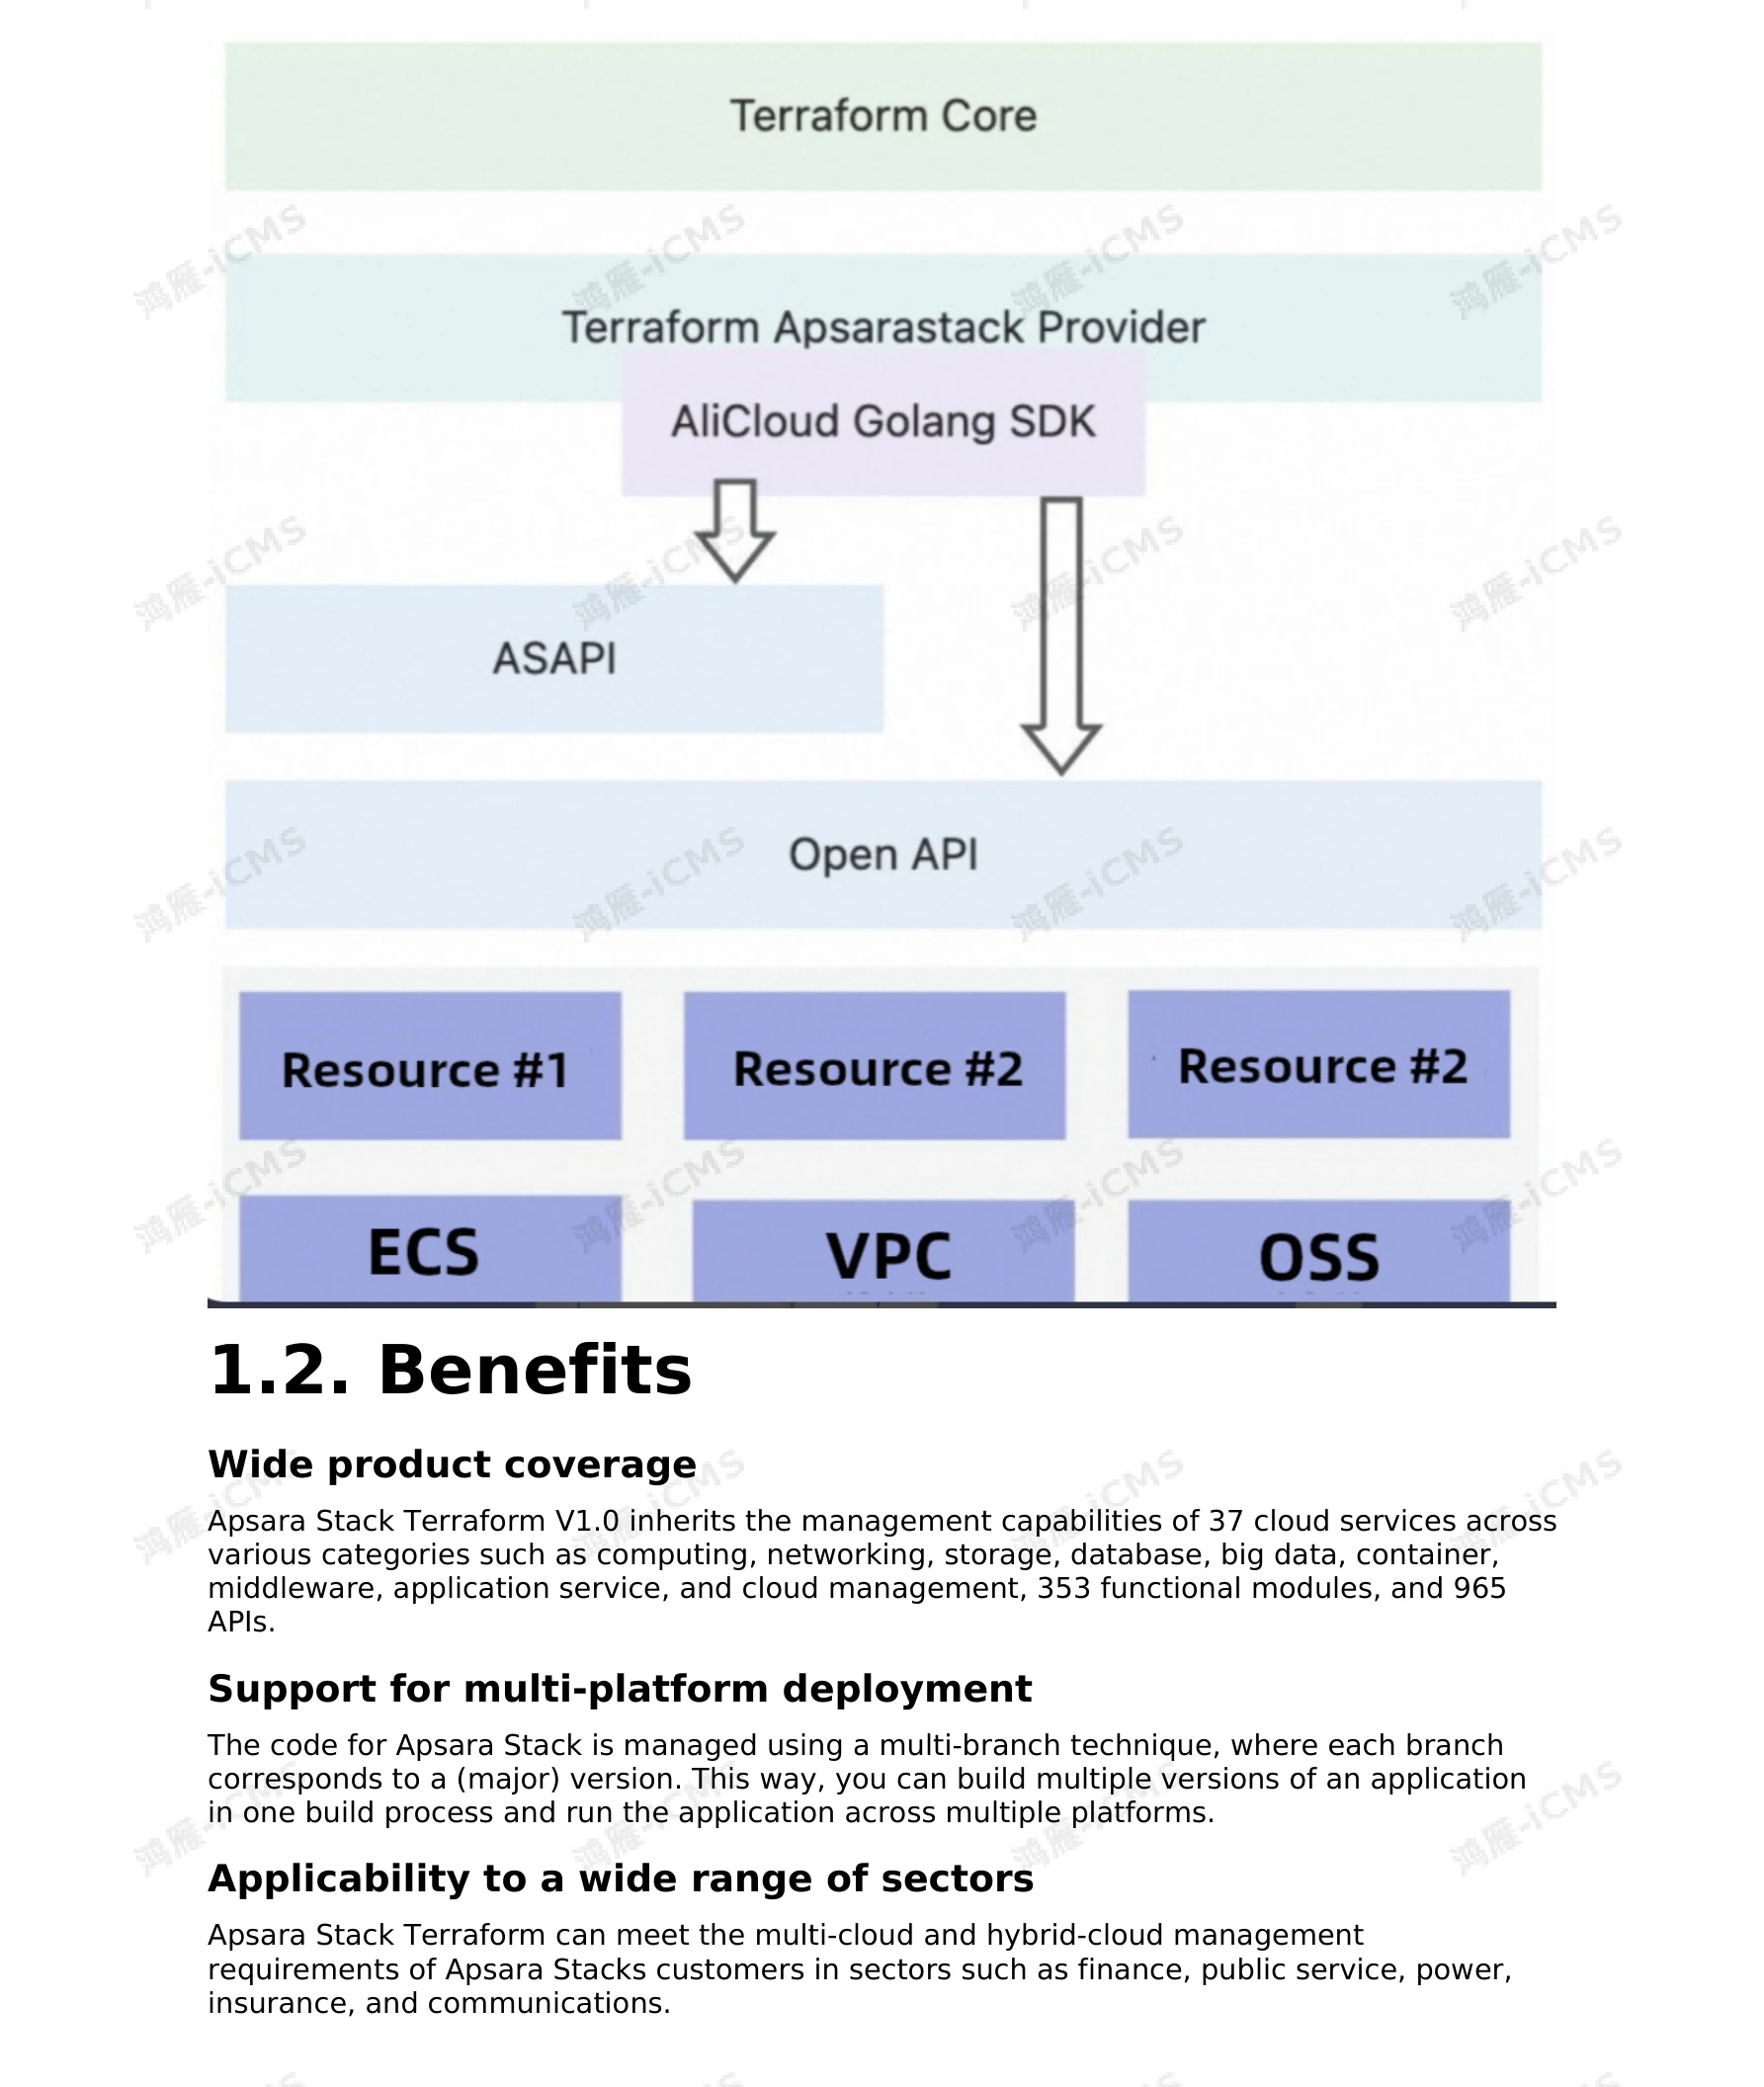 Terraform Core
Terraform Apsarastack Provider
AliCloud Golang SDK
ASAPI
Open API
Resource #1 Resource #2 Resource #2
ECS VPC OSS
1.2. Benefits
Wide product coverage
Apsara Stack Terraform V1.0 inherits the management capabilities of 37 cloud services across
various categories such as computing, networking, storage, database, big data, container,
middleware, application service, and cloud management, 353 functional modules, and 965
APIs.
Support for multi-platform deployment
The code for Apsara Stack is managed using a multi-branch technique, where each branch
corresponds to a (major) version. This way, you can build multiple versions of an application
in one build process and run the application across multiple platforms.
Applicability to a wide range of sectors
Apsara Stack Terraform can meet the multi-cloud and hybrid-cloud management
requirements of Apsara Stacks customers in sectors such as finance, public service, power,
insurance, and communications.
鸿雁-iCMS